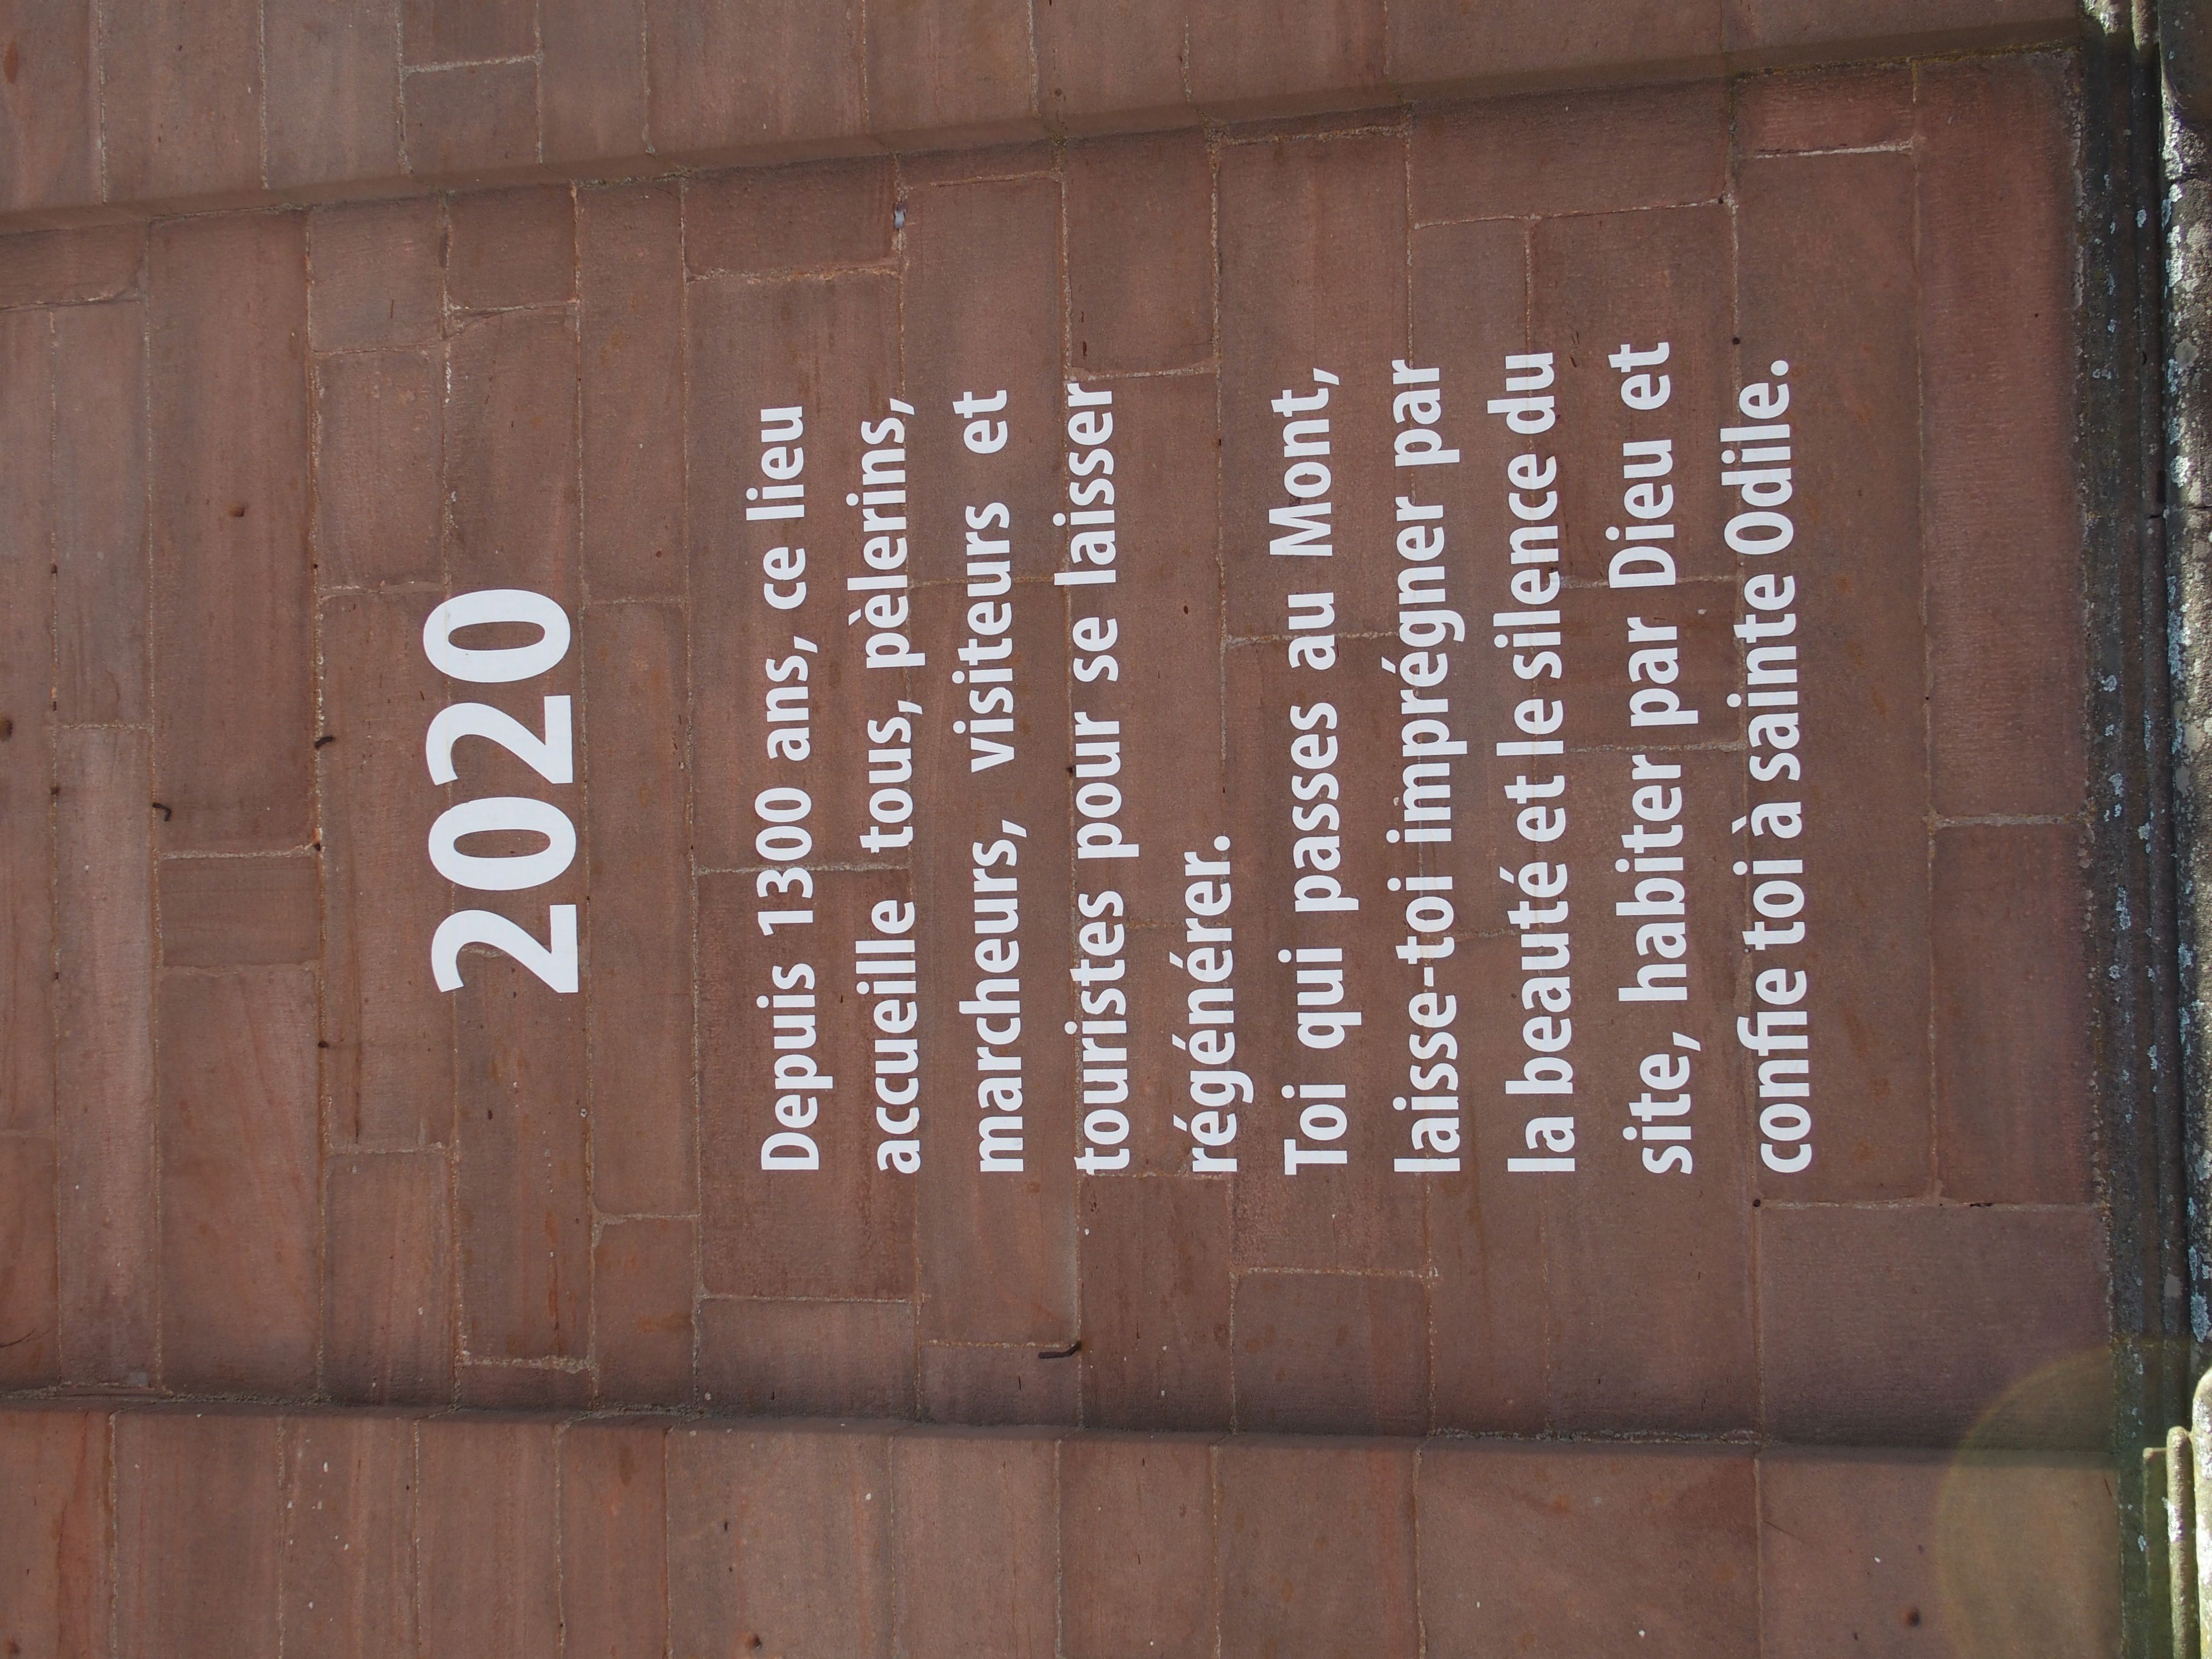 2020
Depuis 1300 ans, ce lieu
accueille tous, pèlerins,
marcheurs, visiteurs et
touristes pour se laisser
régénérer.
Toi qui passes au Mont,
laisse-toi imprégner par
la beauté et le silence du
site, habiter par Dieu et
confie toi à sainte Odile.